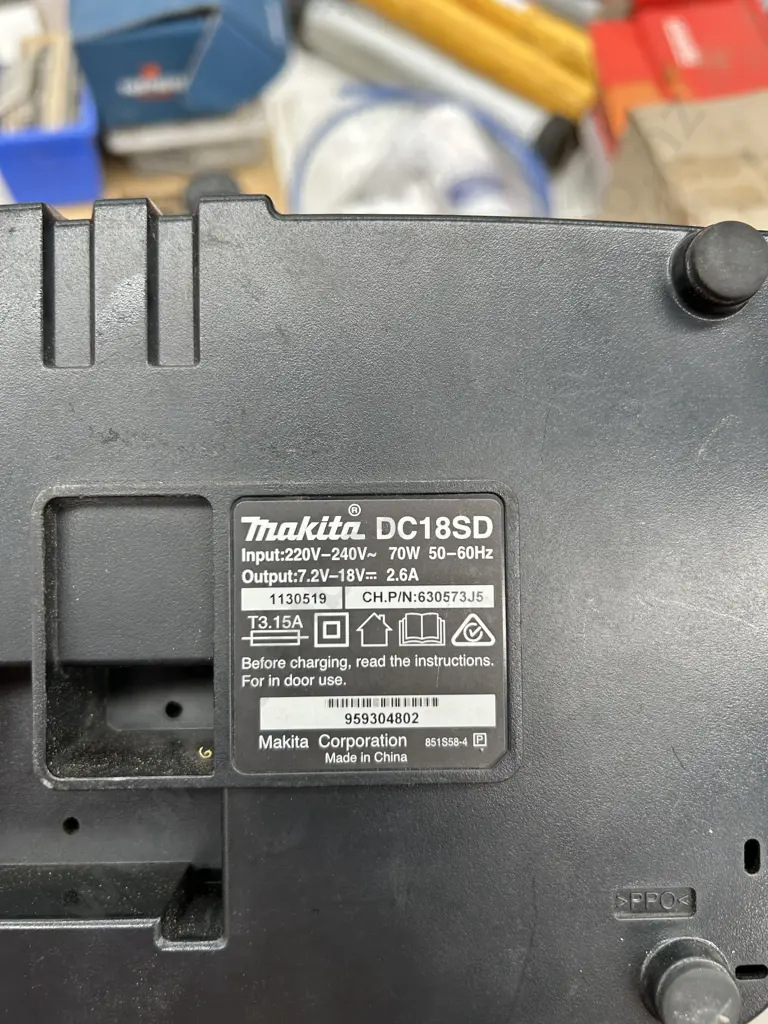 Makita® DC18SD
Input:220V–240V~ 70W 50–60Hz
Output:7.2V–18V⎓ 2.6A
1130519 CH.P/N:630573J5
T3.15A
Before charging, read the instructions.
For in door use.
959304802
Makita Corporation 851S58-4 P
Made in China
>PPO<